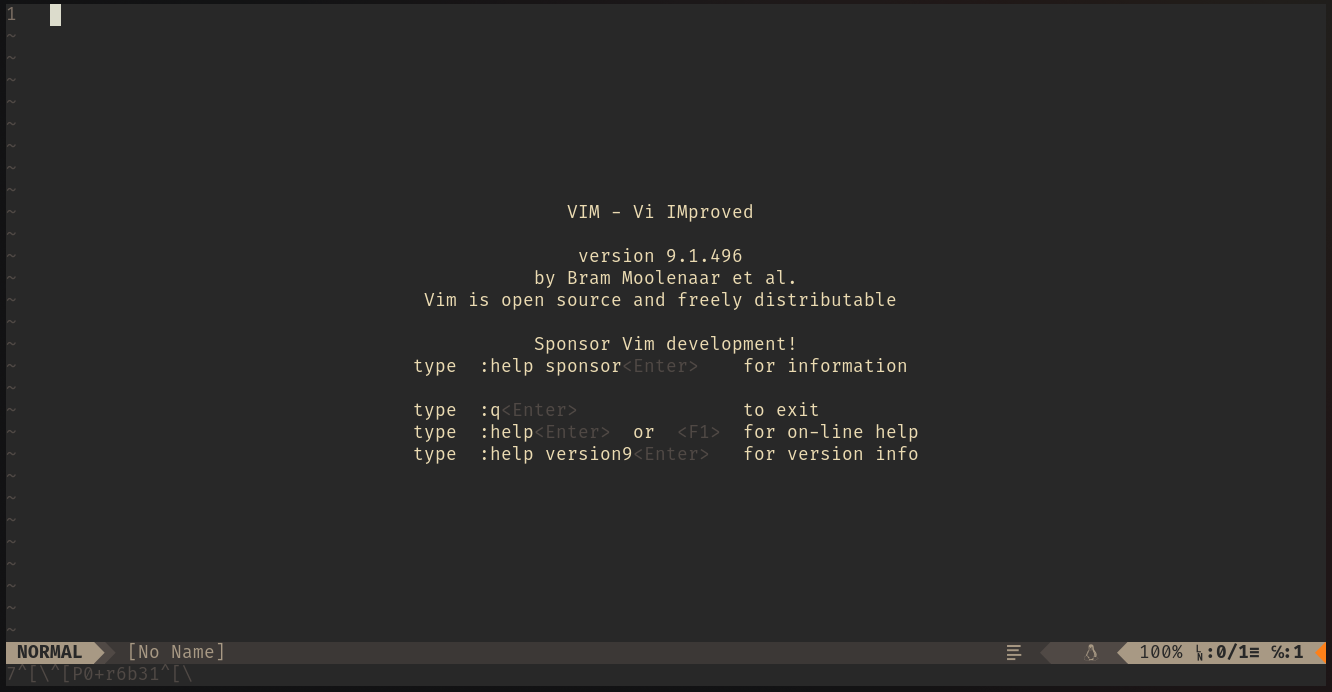 1
~
~
~
~
~
~
~
~
VIM - Vi IMproved
~
~
version 9.1.496
~
by Bram Moolenaar et al.
~
Vim is open source and freely distributable
~
~
Sponsor Vim development!
~
type :help sponsor<Enter> for information
~
~
type :q<Enter> to exit
~
type :help<Enter> or <F1> for on-line help
~
type :help version9<Enter> for version info
~
~
~
~
~
~
~
~
NORMAL [No Name] 100% ㏑:0/1≡ ℅:1
7^[\^[P0+r6b31^[\